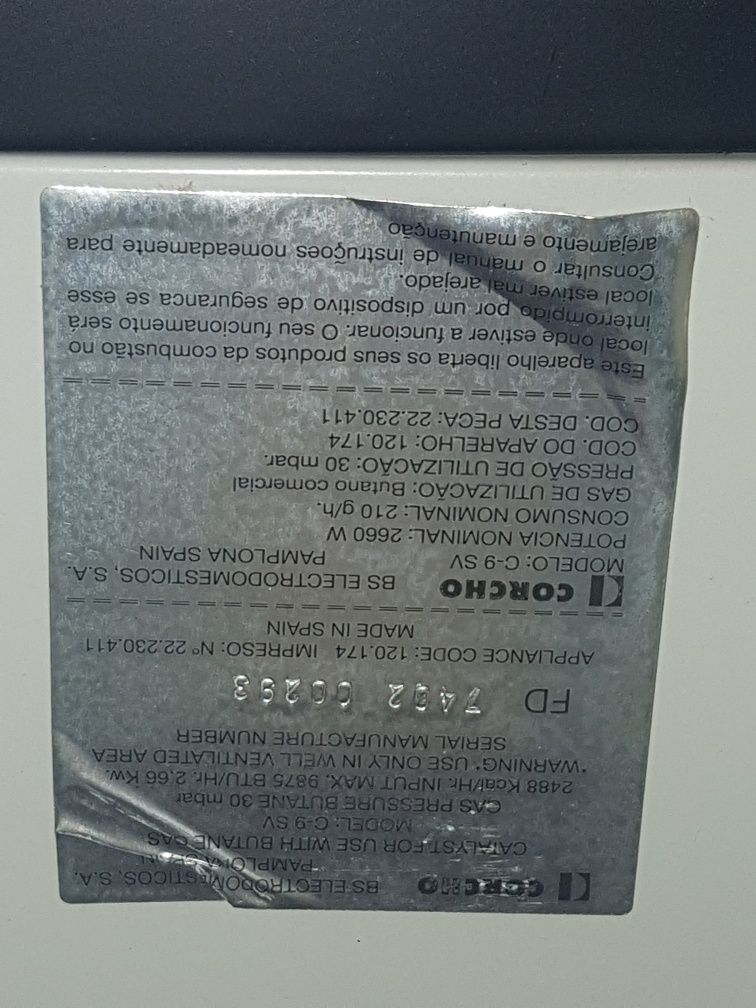 CORCHO BS ELECTRODOMESTICOS, S.A.
PAMPLONA SPAIN
CATALYST FOR USE WITH BUTANE GAS
MODEL: C-9 SV
GAS PRESSURE BUTANE 30 mbar
2488 Kcal/Hr. INPUT MAX. 9875 BTU/Hr. 2,66 Kw.
"WARNING" USE ONLY IN WELL VENTILATED AREA
SERIAL MANUFACTURE NUMBER
FD 7402 00293
APPLIANCE CODE: 120.174 IMPRESO: Nº 22.230.411
MADE IN SPAIN
CORCHO BS ELECTRODOMESTICOS, S.A.
MODELO: C-9 SV PAMPLONA SPAIN
POTENCIA NOMINAL: 2660 W
CONSUMO NOMINAL: 210 g/h.
GAS DE UTILIZAÇÃO: Butano comercial
PRESSÃO DE UTILIZAÇÃO: 30 mbar.
COD. DO APARELHO: 120.174
COD. DESTA PEÇA: 22.230.411
Este aparelho liberta os seus produtos da combustão no
local onde estiver a funcionar. O seu funcionamento será
interrompido por um dispositivo de segurança se esse
local estiver mal arejado.
Consultar o manual de instruções nomeadamente para
arejamento e manutenção